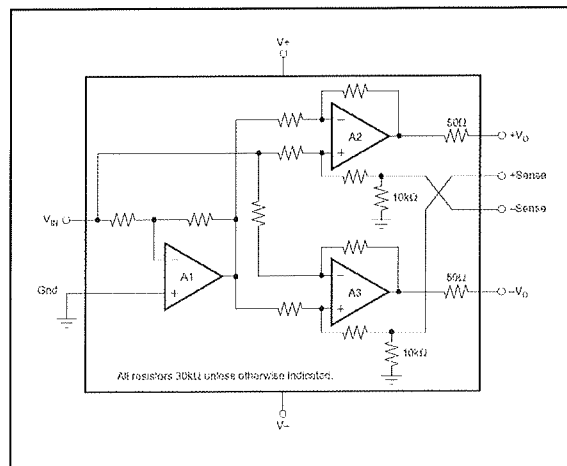 V+
A2
50Ω
+VO
+Sense
10kΩ
–Sense
VIN
A1
Gnd
A3
50Ω
–VO
10kΩ
All resistors 30kΩ unless otherwise indicated.
V–